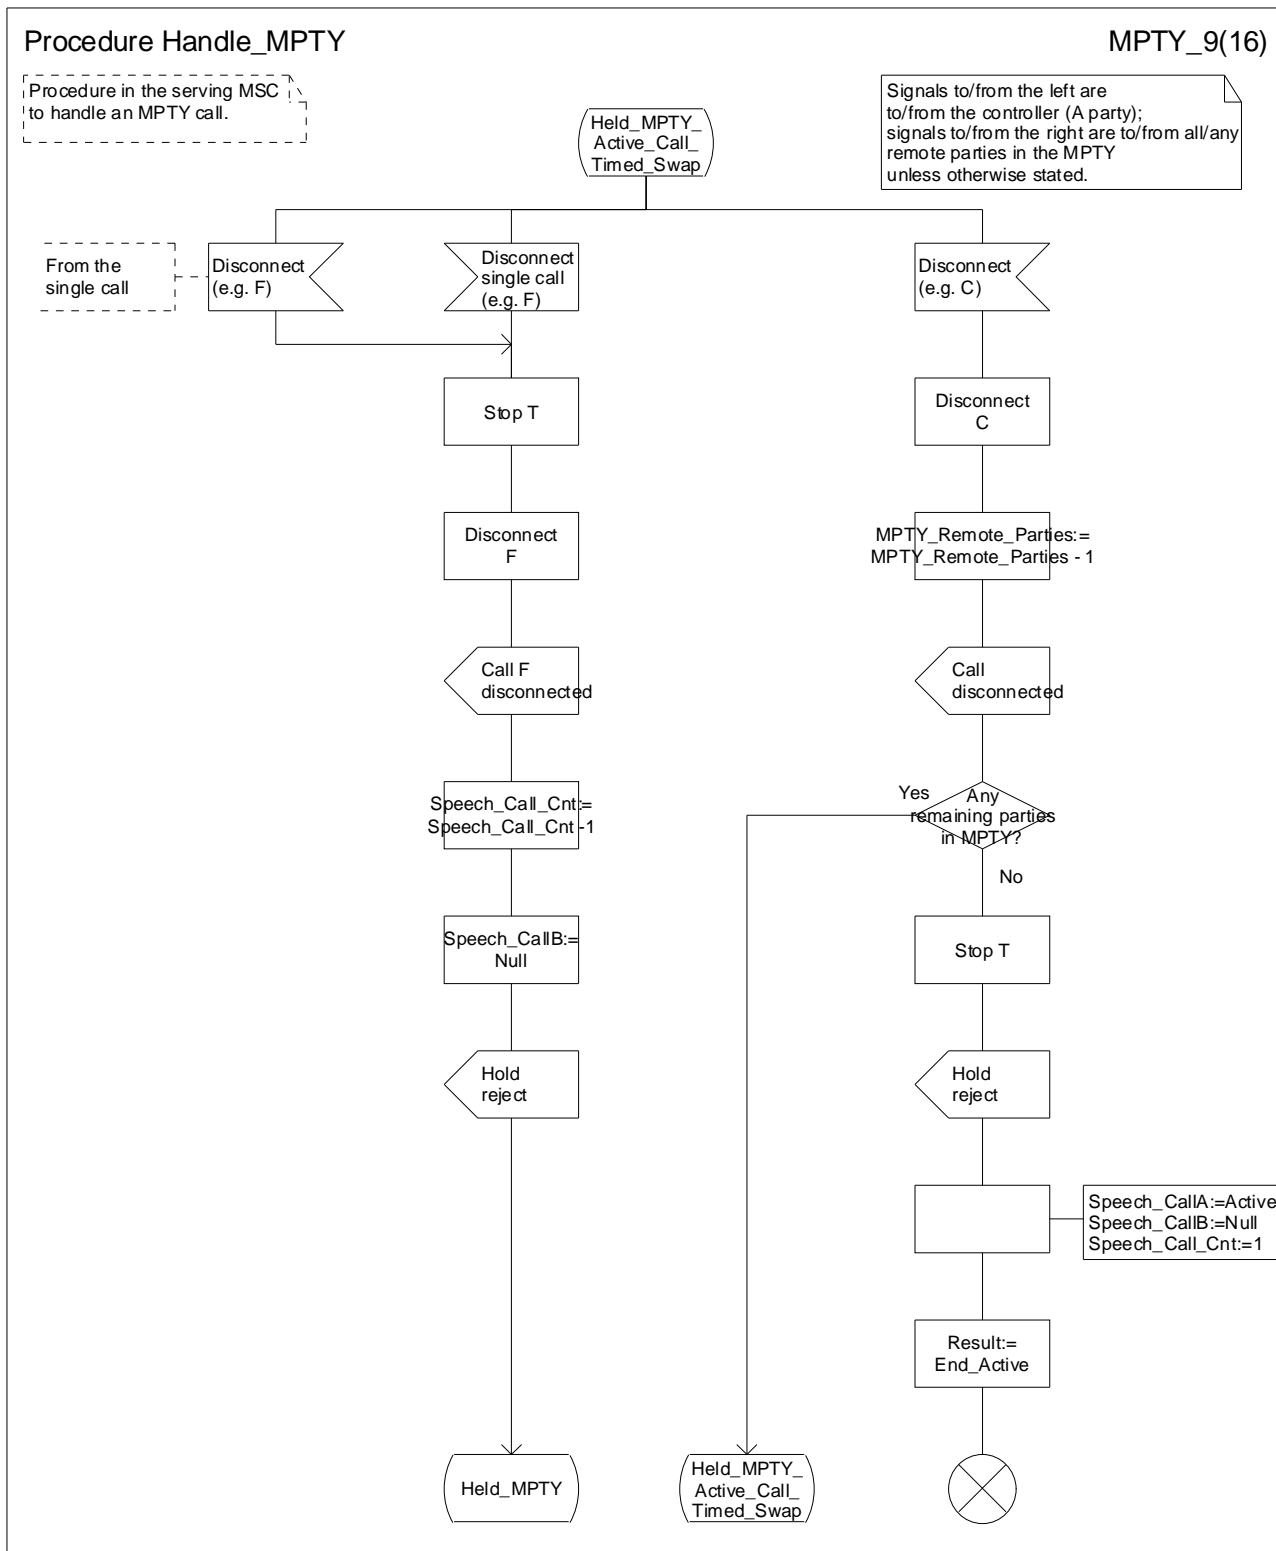 Procedure Handle_MPTY
MPTY_9(16)
Procedure in the serving MSC
to handle an MPTY call.
Held_MPTY_
Active_Call_
Timed_Swap
Signals to/from the left are
to/from the controller (A party);
signals to/from the right are to/from all/any
remote parties in the MPTY
unless otherwise stated.
From the
single call
Disconnect
(e.g. F)
Disconnect
single call
(e.g. F)
Disconnect
(e.g. C)
Stop T
Disconnect
C
Disconnect
F
MPTY_Remote_Parties:=
MPTY_Remote_Parties - 1
Call F
disconnected
Call
disconnected
Speech_Call_Cnt:=
Speech_Call_Cnt -1
Yes
Any
remaining parties
in MPTY?
No
Speech_CallB:=
Null
Stop T
Hold
reject
Hold
reject
Speech_CallA:=Active
Speech_CallB:=Null
Speech_Call_Cnt:=1
Result:=
End_Active
Held_MPTY
Held_MPTY_
Active_Call_
Timed_Swap